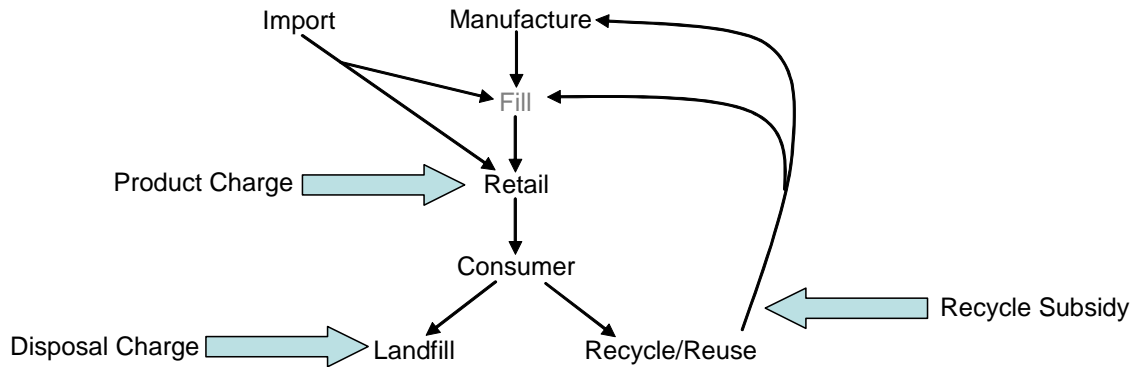 Import
Manufacture
Fill
Product Charge
Retail
Consumer
Recycle Subsidy
Disposal Charge
Landfill
Recycle/Reuse